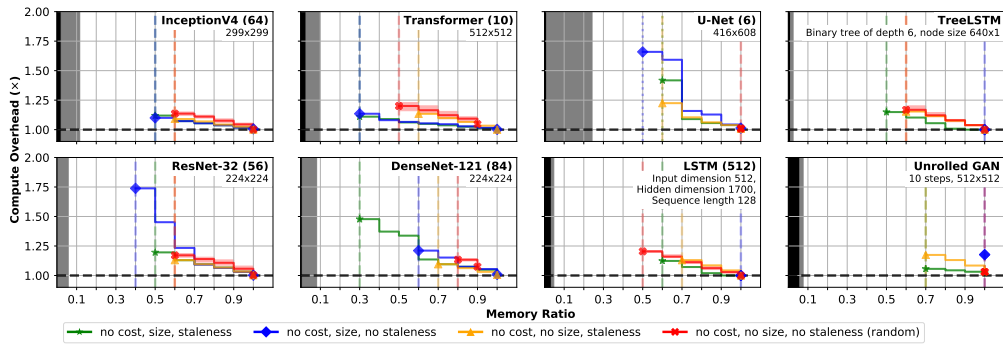 InceptionV4 (64)
299x299
Transformer (10)
512x512
U-Net (6)
416x608
TreeLSTM
Binary tree of depth 6, node size 640x1
2.00
1.75
1.50
1.25
1.00
ResNet-32 (56)
224x224
DenseNet-121 (84)
224x224
LSTM (512)
Input dimension 512,
Hidden dimension 1700,
Sequence length 128
Unrolled GAN
10 steps, 512x512
2.00
1.75
1.50
1.25
1.00
Compute Overhead (×)
0.1 0.3 0.5 0.7 0.9
0.1 0.3 0.5 0.7 0.9
0.1 0.3 0.5 0.7 0.9
0.1 0.3 0.5 0.7 0.9
Memory Ratio
no cost, size, staleness
no cost, size, no staleness
no cost, no size, staleness
no cost, no size, no staleness (random)